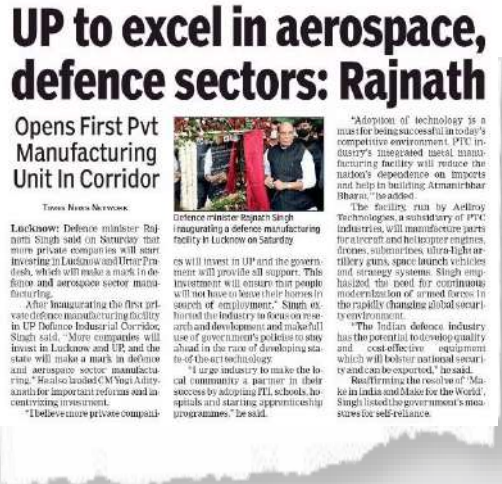 UP to excel in aerospace,
defence sectors: Rajnath
Opens First Pvt
Manufacturing
Unit In Corridor
TIMES NEWS NETWORK
Lucknow: Defence minister Raj-
nath Singh said on Saturday that
more private companies will start
investing in Lucknow and Uttar Pra-
desh, which will make a mark in de-
fence and aerospace sector manu-
facturing.
After inaugurating the first pri-
vate defence manufacturing facility
in UP Defence Industrial Corridor,
Singh said, "More companies will
invest in Lucknow and UP, and the
state will make a mark in defence
and aerospace sector manufactu-
ring." He also lauded CM Yogi Adity-
anath for important reforms and in-
centivizing investment.
"I believe more private compani-
Defence minister Rajnath Singh
inaugurating a defence manufacturing
facility in Lucknow on Saturday
es will invest in UP and the govern-
ment will provide all support. This
investment will ensure that people
will not have to leave their homes in
search of employment." Singh ex-
horted the industry to focus on rese-
arch and development and make full
use of government's policies to stay
ahead in the race of developing sta-
te-of-the-art technology.
"I urge industry to make the lo-
cal community a partner in their
success by adopting ITI, schools, ho-
spitals and starting apprenticeship
programmes," he said.
"Adoption of technology is a
must for being successful in today's
competitive environment. PTC in-
dustry's integrated metal manu-
facturing facility will reduce the
nation's dependence on imports
and help in building Atmanirbhar
Bharat," he added.
The facility, run by Aerolloy
Technologies, a subsidiary of PTC
industries, will manufacture parts
for aircraft and helicopter engines,
drones, submarines, ultra-light ar-
tillery guns, space launch vehicles
and strategy systems. Singh emp-
hasized the need for continuous
modernization of armed forces in
the rapidly changing global securi-
ty environment.
"The Indian defence industry
has the potential to develop quality
and cost-effective equipment
which will bolster national securi-
ty and can be exported," he said.
Reaffirming the resolve of 'Ma-
ke in India and Make for the World',
Singh listed the government's mea-
sures for self-reliance.